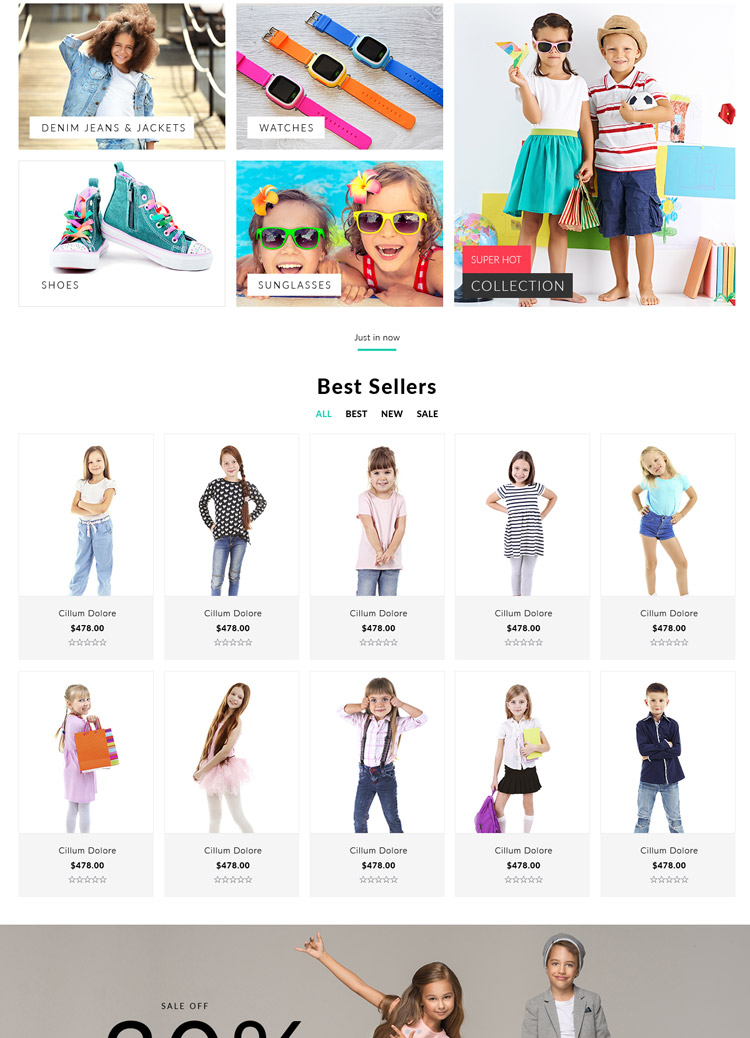 DENIM JEANS & JACKETS
WATCHES
SHOES
SUNGLASSES
SUPER HOT
COLLECTION
Just in now
Best Sellers
ALL BEST NEW SALE
Cillum Dolore
$478.00
Cillum Dolore
$478.00
Cillum Dolore
$478.00
Cillum Dolore
$478.00
Cillum Dolore
$478.00
Cillum Dolore
$478.00
Cillum Dolore
$478.00
Cillum Dolore
$478.00
Cillum Dolore
$478.00
Cillum Dolore
$478.00
SALE OFF